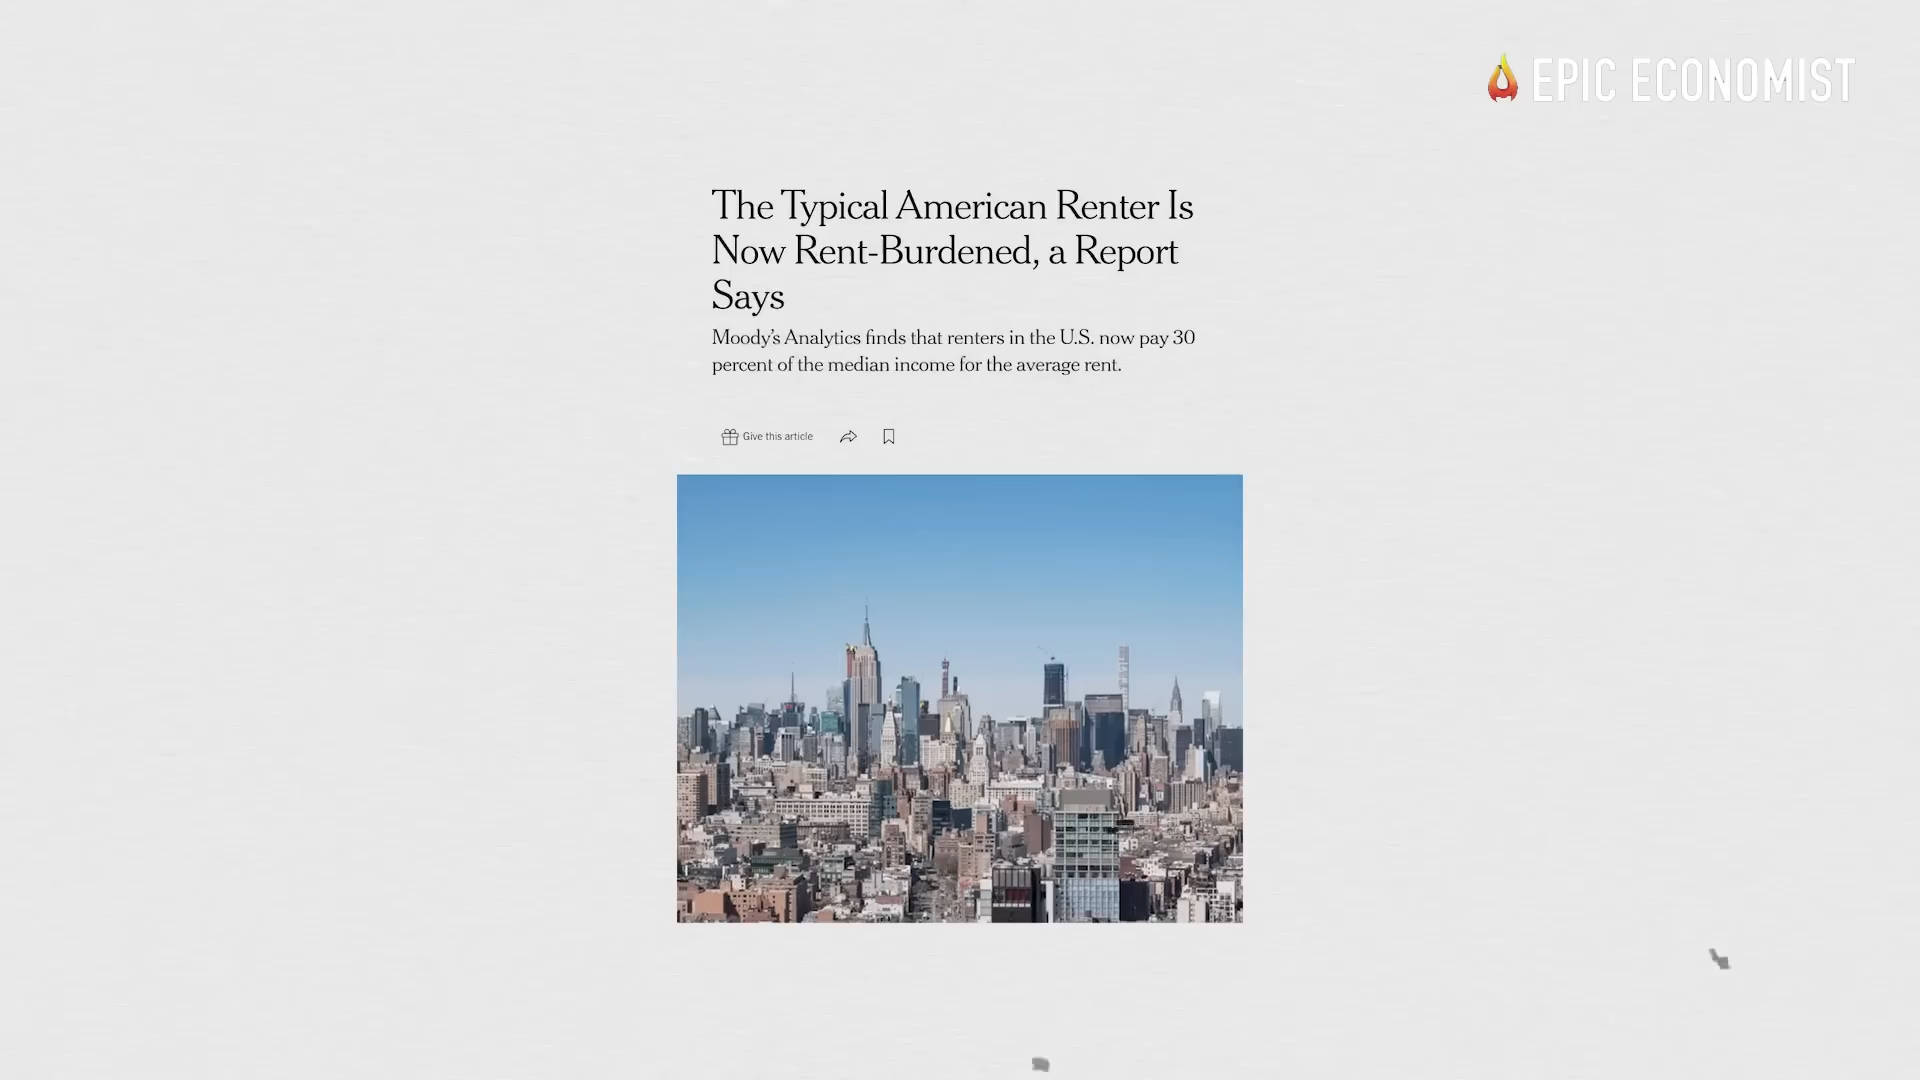 EPIC ECONOMIST
The Typical American Renter Is
Now Rent-Burdened, a Report
Says
Moody's Analytics finds that renters in the U.S. now pay 30
percent of the median income for the average rent.
Give this article